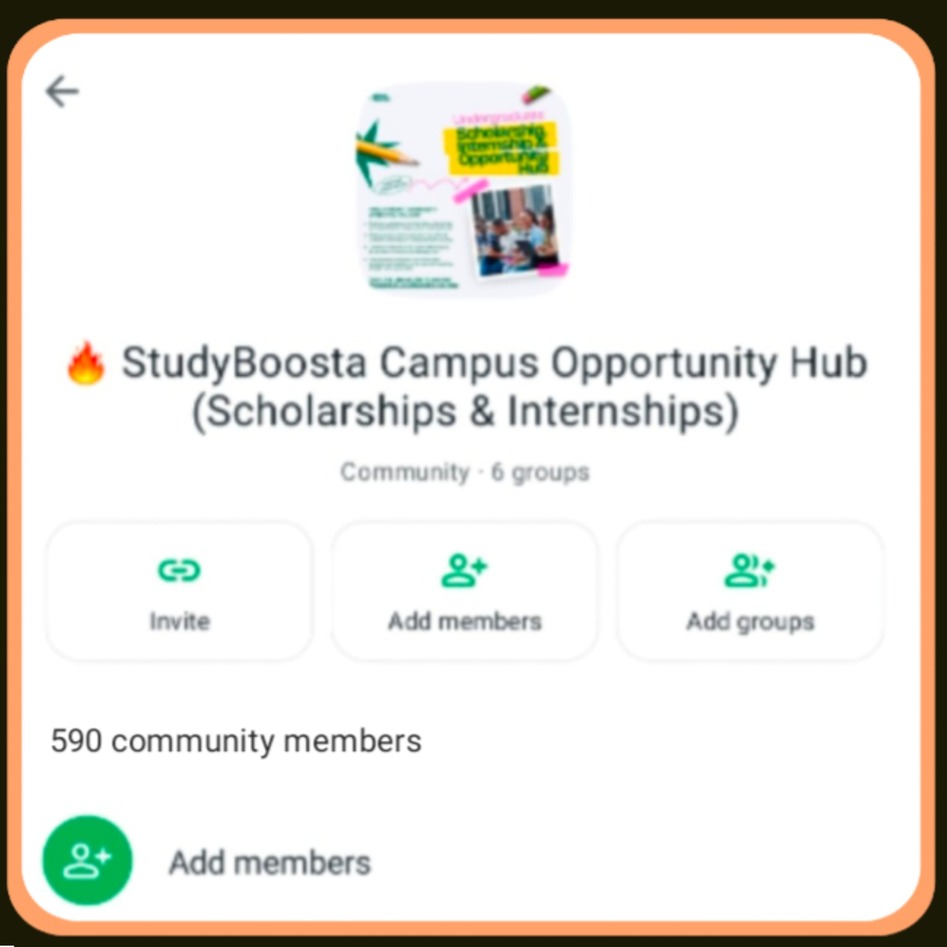 Undergraduate
Scholarship,
Internship &
Opportunity
Hub
🔥 StudyBoosta Campus Opportunity Hub
(Scholarships & Internships)
Community · 6 groups
Invite
Add members
Add groups
590 community members
Add members